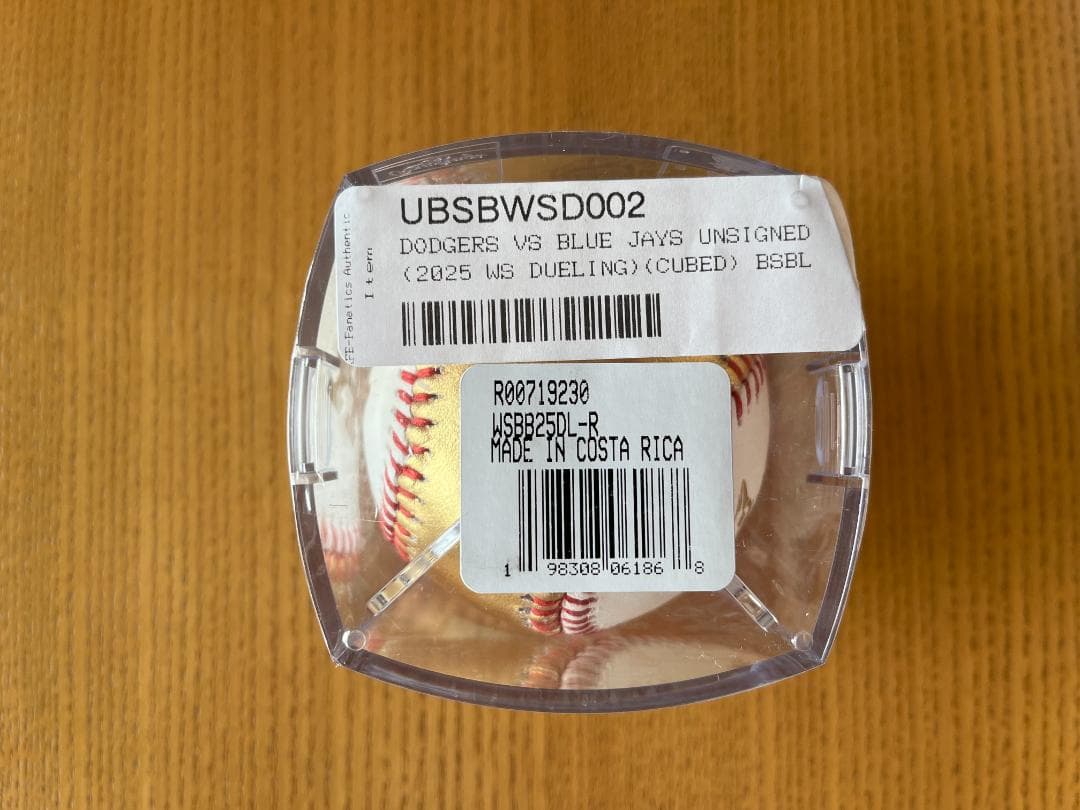 UBSBWSD002
DODGERS VS BLUE JAYS UNSIGNED
(2025 WS DUELING)(CUBED) BSBL
FE-Fanatics Authentic
Item
R00719230
WSBB25DL-R
MADE IN COSTA RICA
1 98308 06186 8